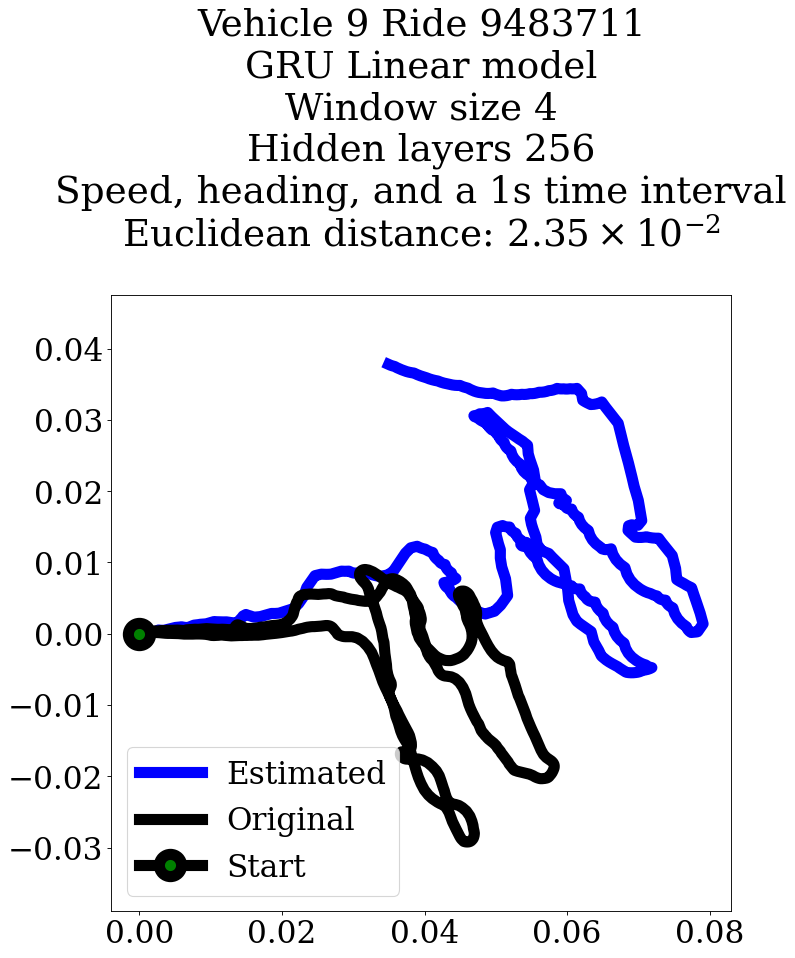 Vehicle 9 Ride 9483711
GRU Linear model
Window size 4
Hidden layers 256
Speed, heading, and a 1s time interval
Euclidean distance: 2.35 × 10⁻²
0.04
0.03
0.02
0.01
0.00
−0.01
−0.02
−0.03
Estimated
Original
Start
0.00 0.02 0.04 0.06 0.08